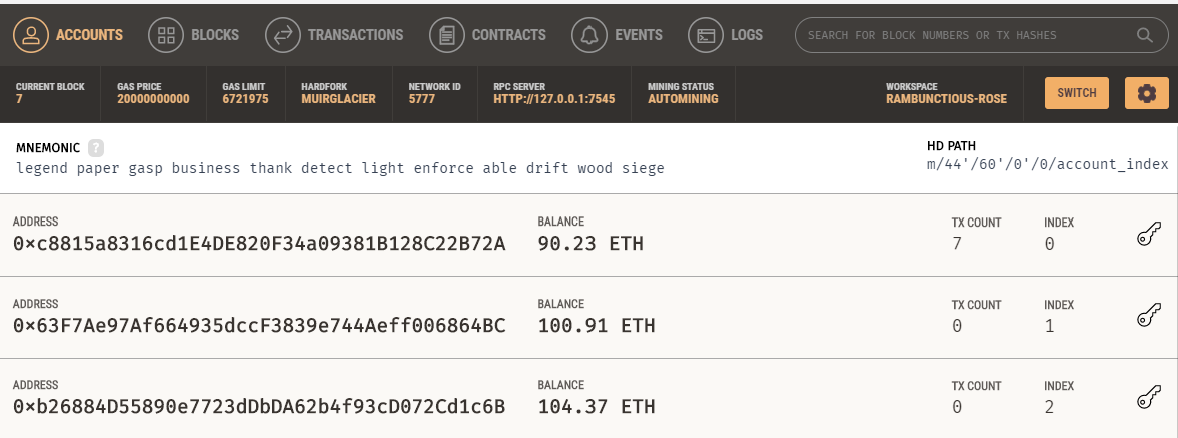 ACCOUNTS BLOCKS TRANSACTIONS CONTRACTS EVENTS LOGS SEARCH FOR BLOCK NUMBERS OR TX HASHES
CURRENT BLOCK GAS PRICE GAS LIMIT HARDFORK NETWORK ID RPC SERVER MINING STATUS WORKSPACE
7 20000000000 6721975 MUIRGLACIER 5777 HTTP://127.0.0.1:7545 AUTOMINING RAMBUNCTIOUS-ROSE SWITCH
MNEMONIC ? HD PATH
legend paper gasp business thank detect light enforce able drift wood siege m/44'/60'/0'/0/account_index
ADDRESS BALANCE TX COUNT INDEX
0×c8815a8316cd1E4DE820F34a09381B128C22B72A 90.23 ETH 7 0
ADDRESS BALANCE TX COUNT INDEX
0×63F7Ae97Af664935dccF3839e744Aeff006864BC 100.91 ETH 0 1
ADDRESS BALANCE TX COUNT INDEX
0×b26884D55890e7723dDbDA62b4f93cD072Cd1c6B 104.37 ETH 0 2